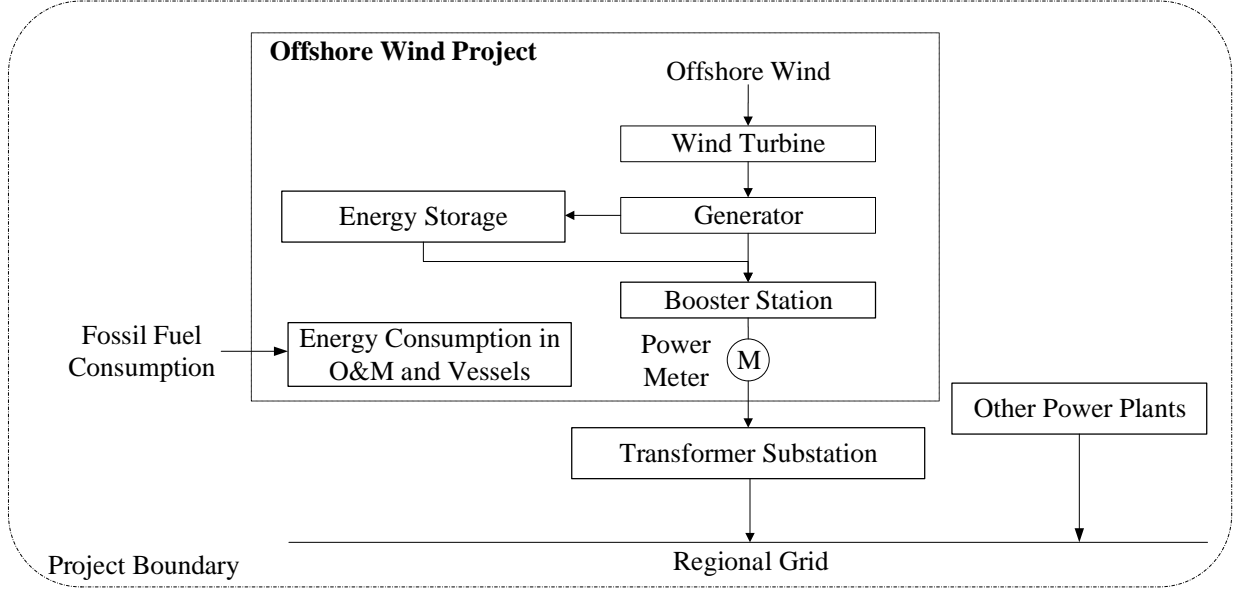 Offshore Wind Project
Offshore Wind
Wind Turbine
Energy Storage
Generator
Booster Station
Fossil Fuel
Consumption
Energy Consumption in
O&M and Vessels
Power
Meter
M
Other Power Plants
Transformer Substation
Project Boundary
Regional Grid